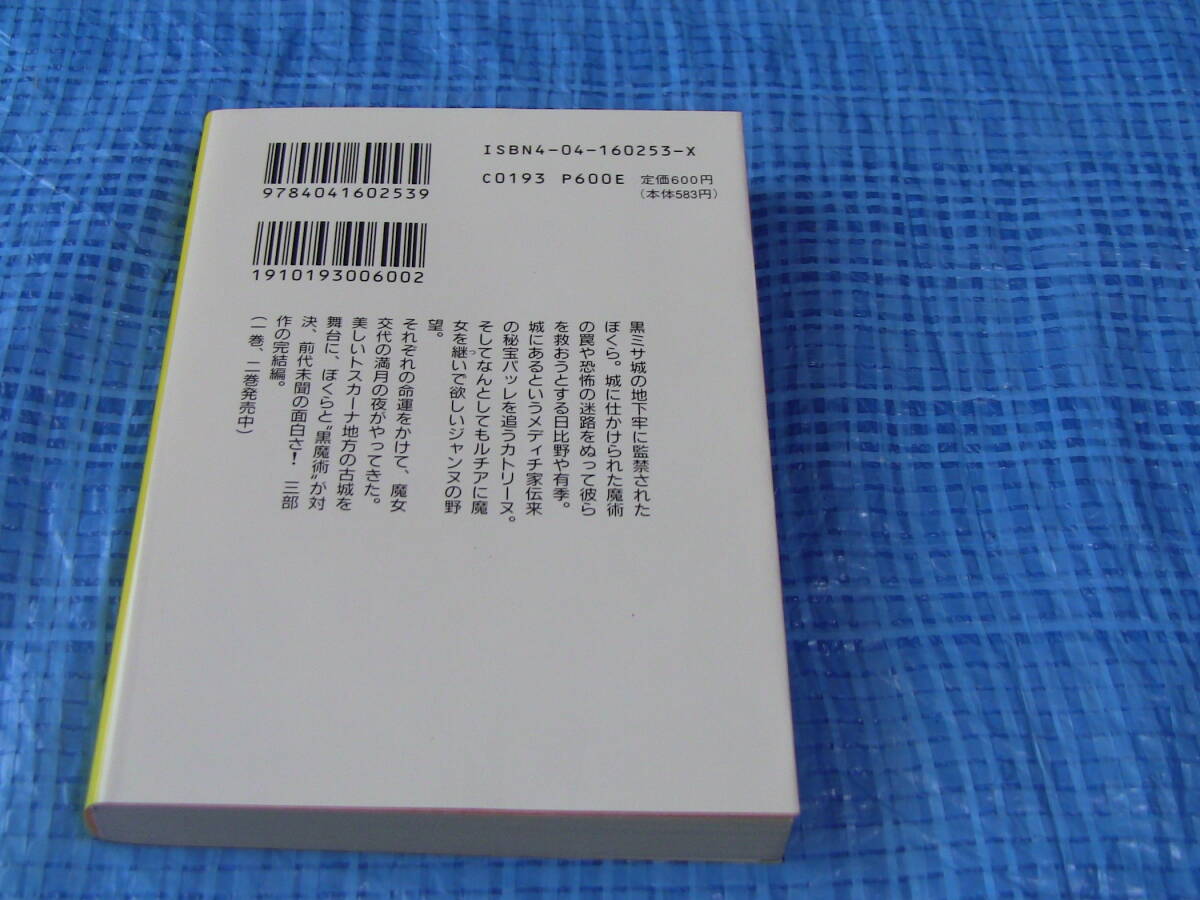 ISBN4-04-160253-X
9784041602539
C0193 P600E 定価600円
(本体583円)
1910193006002
黒ミサ城の地下牢に監禁された
ぼくら。城に仕かけられた魔術
の罠や恐怖の迷路をぬって彼ら
を救おうとする日比野や有季。
城にあるというメディチ家伝来
の秘宝パッレを追うカトリーヌ。
そしてなんとしてもルチアに魔
女を継いで欲しいジャンヌの野
望。
それぞれの命運をかけて、魔女
交代の満月の夜がやってきた。
美しいトスカーナ地方の古城を
舞台に、ぼくらと"黒魔術"が対
決、前代未聞の面白さ! 三部
作の完結編。
(一巻、二巻発売中)